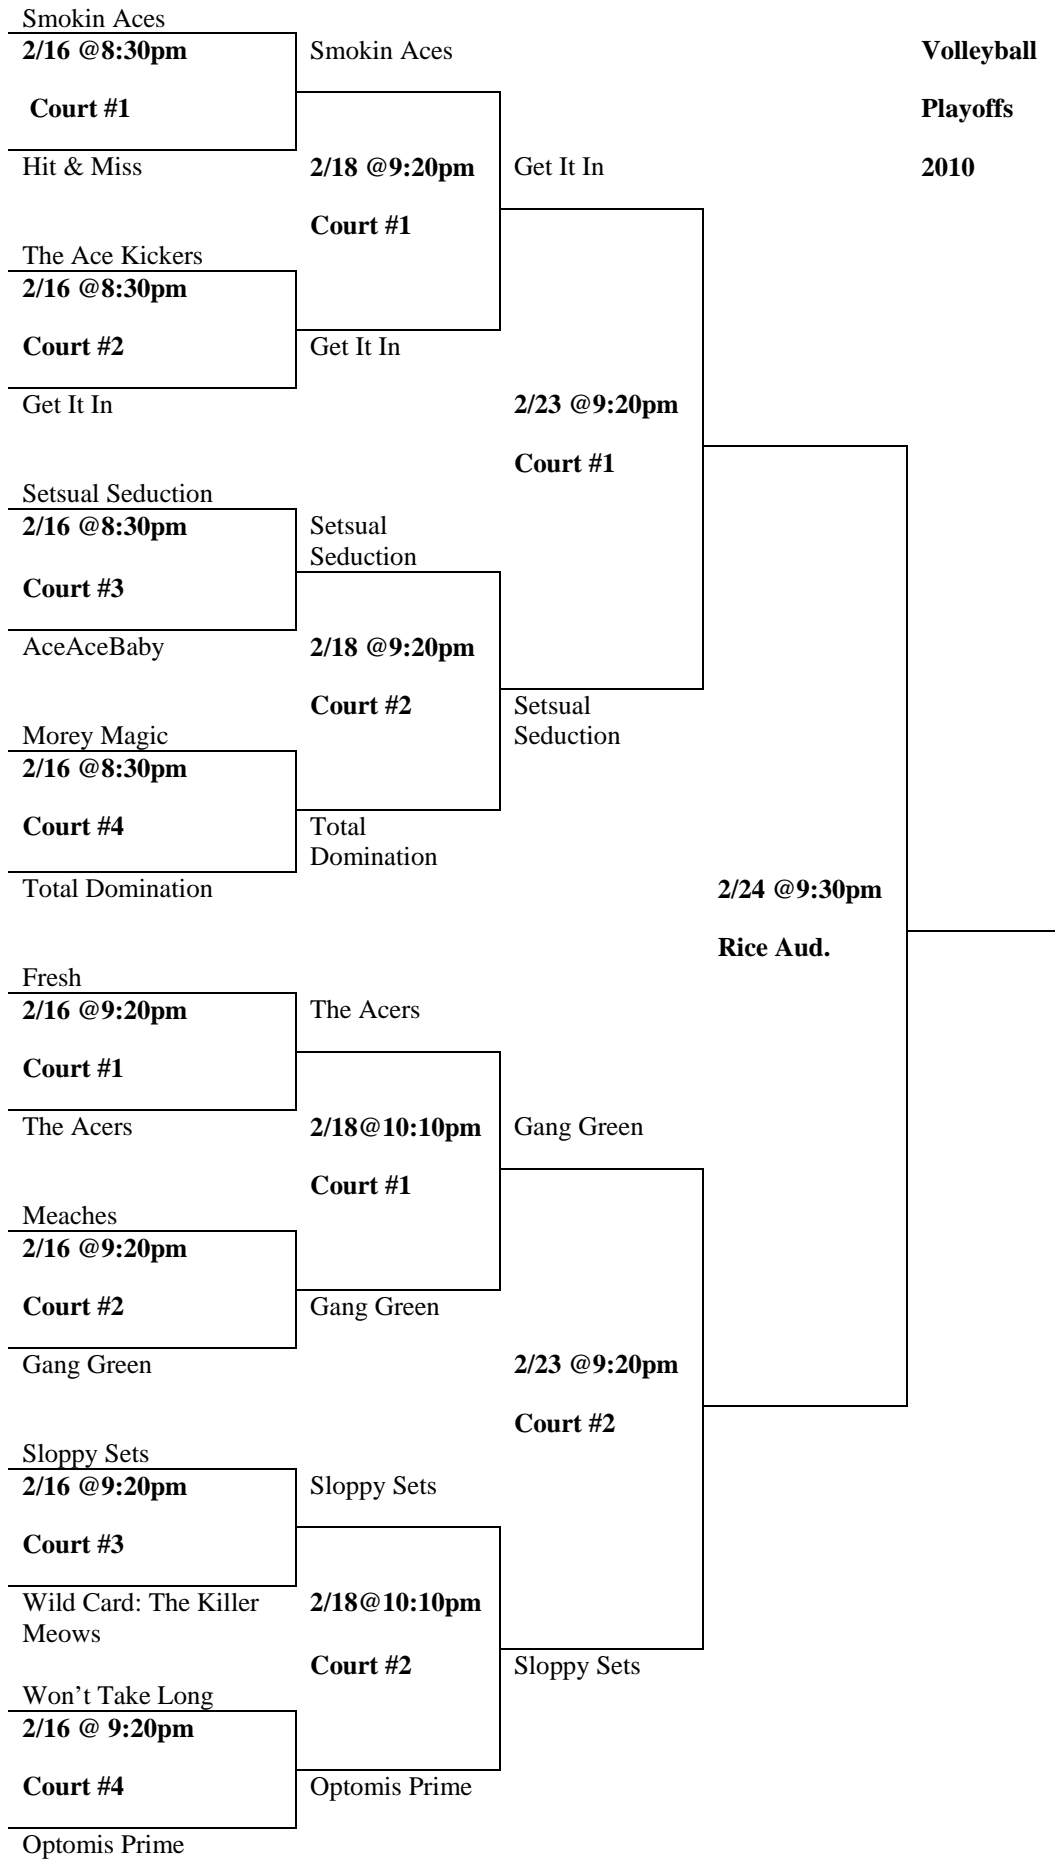 Smokin Aces
2/16 @8:30pm
Court #1
Hit & Miss
The Ace Kickers
2/16 @8:30pm
Court #2
Get It In
Setsual Seduction
2/16 @8:30pm
Court #3
AceAceBaby
Morey Magic
2/16 @8:30pm
Court #4
Total Domination
Fresh
2/16 @9:20pm
Court #1
The Acers
Meaches
2/16 @9:20pm
Court #2
Gang Green
Sloppy Sets
2/16 @9:20pm
Court #3
Wild Card: The Killer
Meows
Won’t Take Long
2/16 @ 9:20pm
Court #4
Optomis Prime
Smokin Aces
2/18 @9:20pm
Court #1
Get It In
Setsual
Seduction
2/18 @9:20pm
Court #2
Total
Domination
The Acers
2/18@10:10pm
Court #1
Gang Green
Sloppy Sets
2/18@10:10pm
Court #2
Optomis Prime
Get It In
2/23 @9:20pm
Court #1
Setsual
Seduction
Gang Green
2/23 @9:20pm
Court #2
Sloppy Sets
2/24 @9:30pm
Rice Aud.
Volleyball
Playoffs
2010